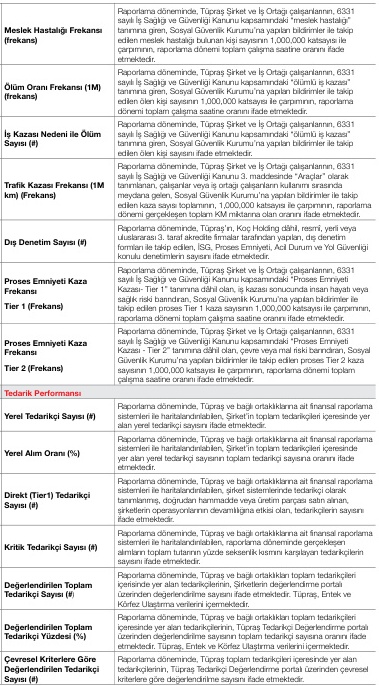 Meslek Hastalığı Frekansı
(frekans)
Raporlama döneminde, Tüpraş Şirket ve İş Ortağı çalışanlarının, 6331
sayılı İş Sağlığı ve Güvenliği Kanunu kapsamındaki “meslek hastalığı”
tanımına giren, Sosyal Güvenlik Kurumu’na yapılan bildirimler ile takip
edilen meslek hastalığı bulunan kişi sayısının 1,000,000 katsayısı ile
çarpımının, raporlama dönemi toplam çalışma saatine oranını ifade
etmektedir.
Ölüm Oranı Frekansı (1M)
(frekans)
Raporlama döneminde, Tüpraş Şirket ve İş Ortağı çalışanlarının, 6331
sayılı İş Sağlığı ve Güvenliği Kanunu kapsamındaki “ölümlü iş kazası”
tanımına giren, Sosyal Güvenlik Kurumu’na yapılan bildirimler ile takip
edilen ölen kişi sayısının 1,000,000 katsayısı ile çarpımının, raporlama
dönemi toplam çalışma saatine oranını ifade etmektedir.
İş Kazası Nedeni ile Ölüm
Sayısı (#)
Raporlama döneminde, Tüpraş Şirket ve İş Ortağı çalışanlarının, 6331
sayılı İş Sağlığı ve Güvenliği Kanunu kapsamındaki “ölümlü iş kazası”
tanımına giren, Sosyal Güvenlik Kurumu’na yapılan bildirimler ile takip
edilen ölen kişi sayısını ifade etmektedir.
Trafik Kazası Frekansı (1M
km) (Frekans)
Raporlama döneminde, Tüpraş Şirket ve İş Ortağı çalışanlarının, 6331
sayılı İş Sağlığı ve Güvenliği Kanunu 3. maddesinde “Araçlar” olarak
tanımlanan, çalışanlar veya iş ortağı çalışanların kullanımı sırasında
meydana gelen, Sosyal Güvenlik Kurumu’na yapılan bildirimler ile takip
edilen kaza sayısı toplamının, 1,000,000 katsayısı ile çarpımının, raporlama
dönemi gerçekleşen toplam KM miktarına olan oranını ifade etmektedir.
Dış Denetim Sayısı (#)
Raporlama döneminde, Tüpraş’ın, Koç Holding dâhil, resmî, yerli veya
uluslararası 3. taraf akredite firmalar tarafından yapılan, dış denetim
formları ile takip edilen, İSG, Proses Emniyeti, Acil Durum ve Yol Güvenliği
konulu denetimlerin sayısını ifade etmektedir.
Proses Emniyeti Kaza
Frekansı
Tier 1 (Frekans)
Raporlama döneminde, Tüpraş Şirket ve İş Ortağı çalışanlarının, 6331
sayılı İş Sağlığı ve Güvenliği Kanunu kapsamındaki “Proses Emniyeti
Kazası- Tier 1” tanımına dâhil olan, iş kazası sonucunda insan hayatı veya
sağlık riski barındıran, Sosyal Güvenlik Kurumu’na yapılan bildirimler ile
takip edilen proses Tier 1 kaza sayısının 1,000,000 katsayısı ile çarpımının,
raporlama dönemi toplam çalışma saatine oranını ifade etmektedir.
Proses Emniyeti Kaza
Frekansı
Tier 2 (Frekans)
Raporlama döneminde, Tüpraş Şirket ve İş Ortağı çalışanlarının, 6331
sayılı İş Sağlığı ve Güvenliği Kanunu kapsamındaki “Proses Emniyeti
Kazası - Tier 2” tanımına dâhil olan, çevre veya mal riski barındıran, Sosyal
Güvenlik Kurumu’na yapılan bildirimler ile takip edilen proses Tier 2 kaza
sayısının 1,000,000 katsayısı ile çarpımının, raporlama dönemi toplam
çalışma saatine oranını ifade etmektedir.
Tedarik Performansı
Yerel Tedarikçi Sayısı (#)
Raporlama döneminde, Tüpraş ve bağlı ortaklıklarına ait finansal raporlama
sistemleri ile haritalandırılabilen, Şirket’in toplam tedarikçileri içeresinde yer
alan yerel tedarikçi sayısını ifade etmektedir.
Yerel Alım Oranı (%)
Raporlama döneminde, Tüpraş ve bağlı ortaklıklarına ait finansal raporlama
sistemleri ile haritalandırılabilen, Şirket’in toplam tedarikçileri içeresinde
yer alan yerel tedarikçi sayısının toplam tedarikçi sayısına oranını ifade
etmektedir.
Direkt (Tier1) Tedarikçi
Sayısı (#)
Raporlama döneminde, Tüpraş ve bağlı ortaklıklarına ait finansal raporlama
sistemleri ile haritalandırılabilen, şirket sistemlerinde tedarikçi olarak
tanımlanmış, doğrudan hammadde veya üretim parçası satın alınan,
şirketlerin operasyonlarının devamlılığına etkisi olan, tedarikçilerin sayısını
ifade etmektedir.
Kritik Tedarikçi Sayısı (#)
Raporlama döneminde, Tüpraş ve bağlı ortaklıklarına ait finansal raporlama
sistemleri ile haritalandırılabilen, raporlama döneminde gerçekleşen
alımların toplam tutarının yüzde seksenlik kısmını karşılayan tedarikçilerin
sayısını ifade etmektedir.
Değerlendirilen Toplam
Tedarikçi Sayısı (#)
Raporlama döneminde, Tüpraş ve bağlı ortaklıkları toplam tedarikçileri
içerisinde yer alan tedarikçilerinin, Şirketlerin değerlendirme portalı
üzerinden değerlendirilme sayısını ifade etmektedir. Tüpraş, Entek ve
Körfez Ulaştırma verilerini içermektedir.
Değerlendirilen Toplam
Tedarikçi Yüzdesi (%)
Raporlama döneminde, Tüpraş ve bağlı ortaklıkları toplam tedarikçileri
içeresinde yer alan tedarikçilerinin, Tüpraş Tedarikçi Değerlendirme portalı
üzerinden değerlendirilme sayısının toplam tedarikçi sayısına oranını ifade
etmektedir. Tüpraş, Entek ve Körfez Ulaştırma verilerini içermektedir.
Çevresel Kriterlere Göre
Değerlendirilen Tedarikçi
Sayısı (#)
Raporlama döneminde, Tüpraş toplam tedarikçileri içeresinde yer alan
tedarikçilerinin, Tüpraş Tedarikçi Değerlendirme portalı üzerinden çevresel
kriterlere göre değerlendirilme sayısını ifade etmektedir.